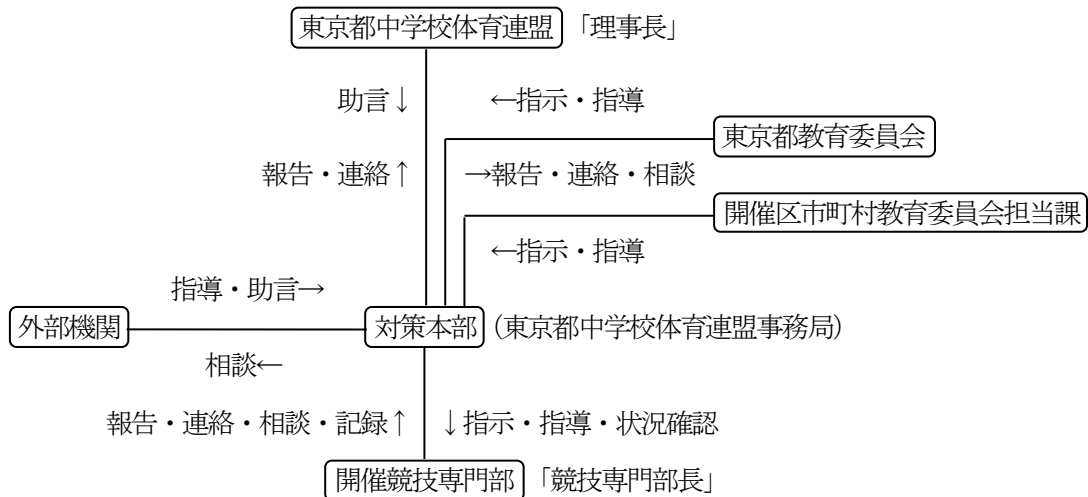 東京都中学校体育連盟 「理事長」
助言↓ ←指示・指導
東京都教育委員会
報告・連絡↑ →報告・連絡・相談
開催区市町村教育委員会担当課
←指示・指導
指導・助言→
外部機関 対策本部 (東京都中学校体育連盟事務局)
相談←
報告・連絡・相談・記録↑ ↓指示・指導・状況確認
開催競技専門部 「競技専門部長」